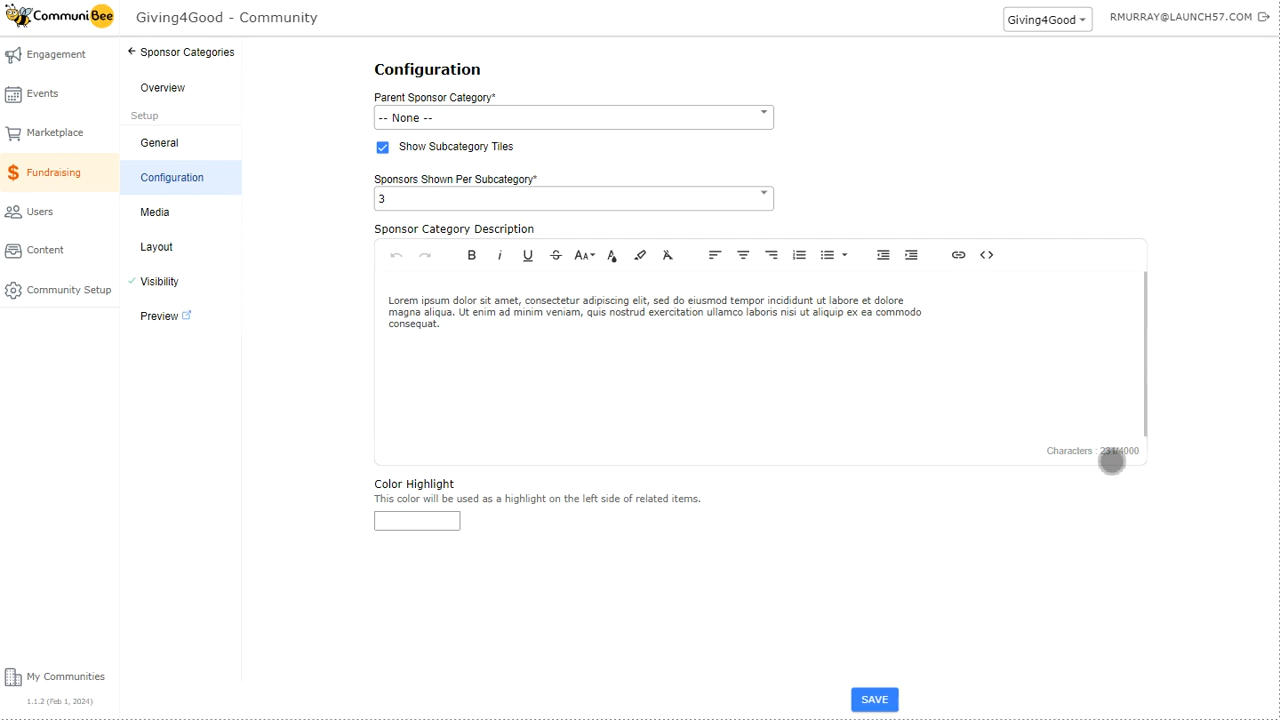 CommuniBee
Giving4Good - Community
Giving4Good
RMURRAY@LAUNCH57.COM
Engagement
Events
Marketplace
Fundraising
Users
Content
Community Setup
My Communities
1.1.2 (Feb 1, 2024)
Sponsor Categories
Overview
Setup
General
Configuration
Media
Layout
Visibility
Preview
Configuration
Parent Sponsor Category*
-- None --
Show Subcategory Tiles
Sponsors Shown Per Subcategory*
3
Sponsor Category Description
Lorem ipsum dolor sit amet, consectetur adipiscing elit, sed do eiusmod tempor incididunt ut labore et dolore
magna aliqua. Ut enim ad minim veniam, quis nostrud exercitation ullamco laboris nisi ut aliquip ex ea commodo
consequat.
Characters : 231/4000
Color Highlight
This color will be used as a highlight on the left side of related items.
SAVE